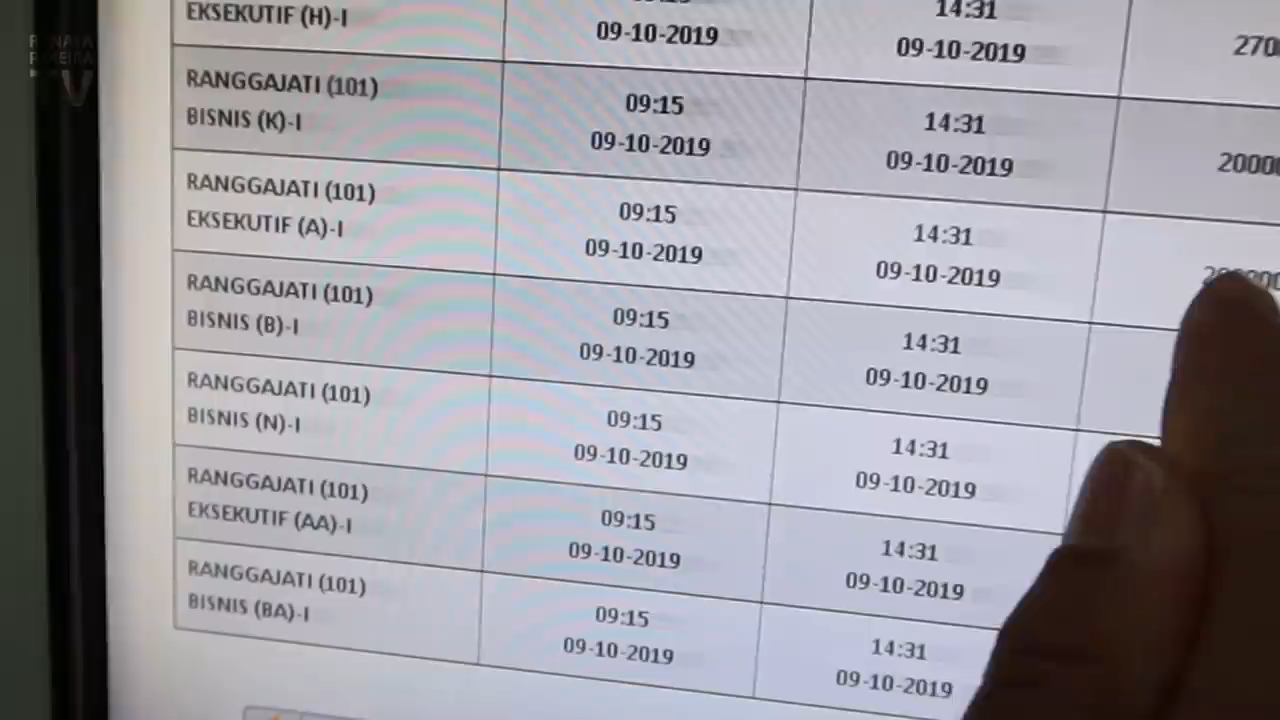 EKSEKUTIF (H)-I
09-10-2019
14:31
09-10-2019
RANGGAJATI (101)
BISNIS (K)-I
09:15
09-10-2019
14:31
09-10-2019
RANGGAJATI (101)
EKSEKUTIF (A)-I
09:15
09-10-2019
14:31
09-10-2019
RANGGAJATI (101)
BISNIS (B)-I
09:15
09-10-2019
14:31
09-10-2019
RANGGAJATI (101)
BISNIS (N)-I
09:15
09-10-2019
14:31
09-10-2019
RANGGAJATI (101)
EKSEKUTIF (AA)-I
09:15
09-10-2019
14:31
09-10-2019
RANGGAJATI (101)
BISNIS (BA)-I
09:15
09-10-2019
14:31
09-10-2019